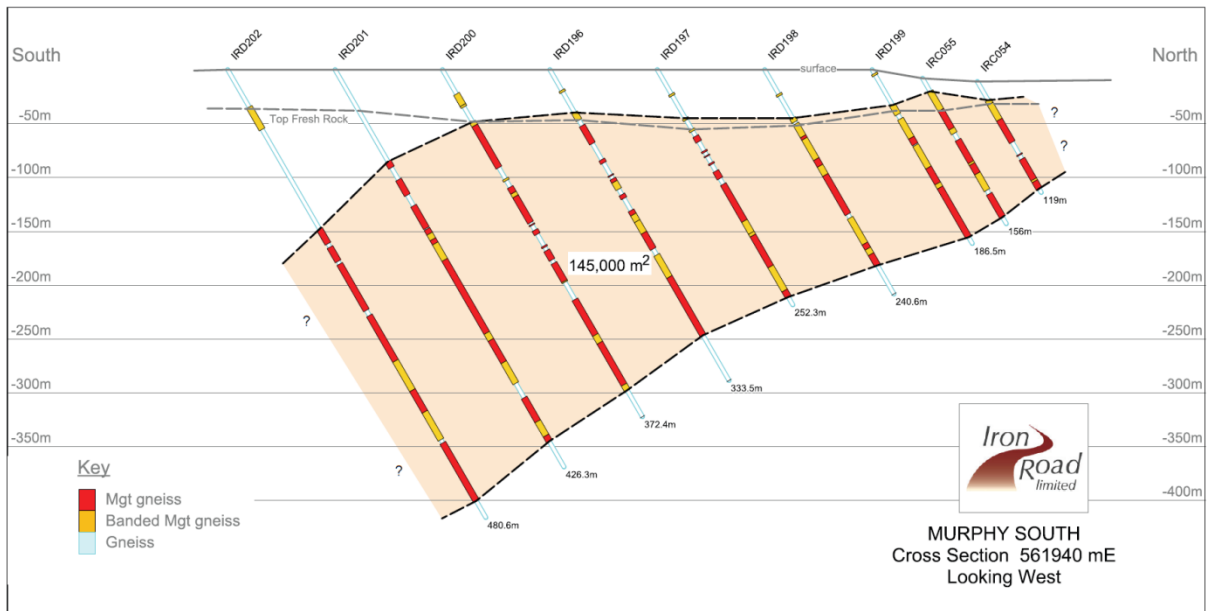 South
North
IRD202
IRD201
IRD200
IRD196
IRD197
IRD198
IRD199
IRC055
IRC054
surface
Top Fresh Rock
-50m
-50m
-100m
-100m
-150m
-150m
-200m
-200m
-250m
-250m
-300m
-300m
-350m
-350m
-400m
?
?
?
?
145,000 m²
119m
156m
186.5m
240.6m
252.3m
333.5m
372.4m
426.3m
480.6m
Key
Mgt gneiss
Banded Mgt gneiss
Gneiss
Iron
Road
limited
MURPHY SOUTH
Cross Section 561940 mE
Looking West